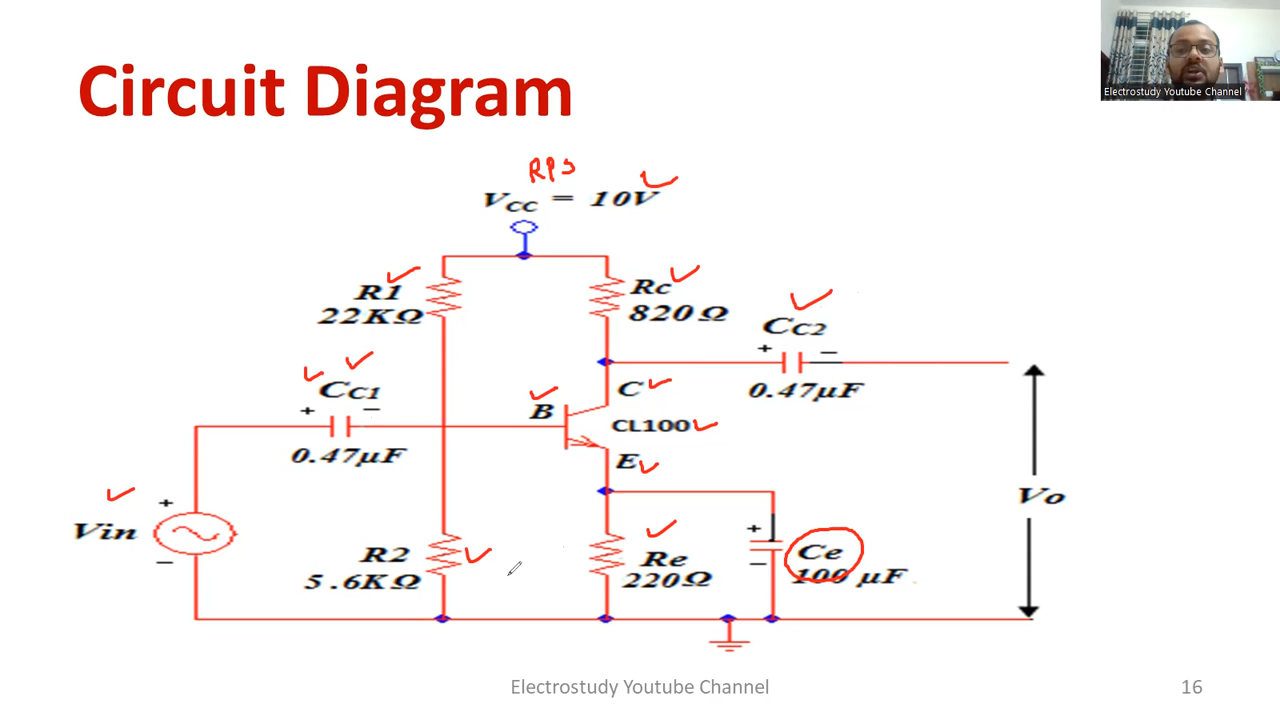 Circuit Diagram
Electrostudy Youtube Channel
RPS
VCC = 10V
R1
22KΩ
Rc
820Ω
CC2
+ −
0.47µF
CC1
+ −
0.47µF
B
C
CL100
E
Vin
+
−
R2
5.6KΩ
Re
220Ω
+
−
Ce
100 µF
Vo
Electrostudy Youtube Channel
16